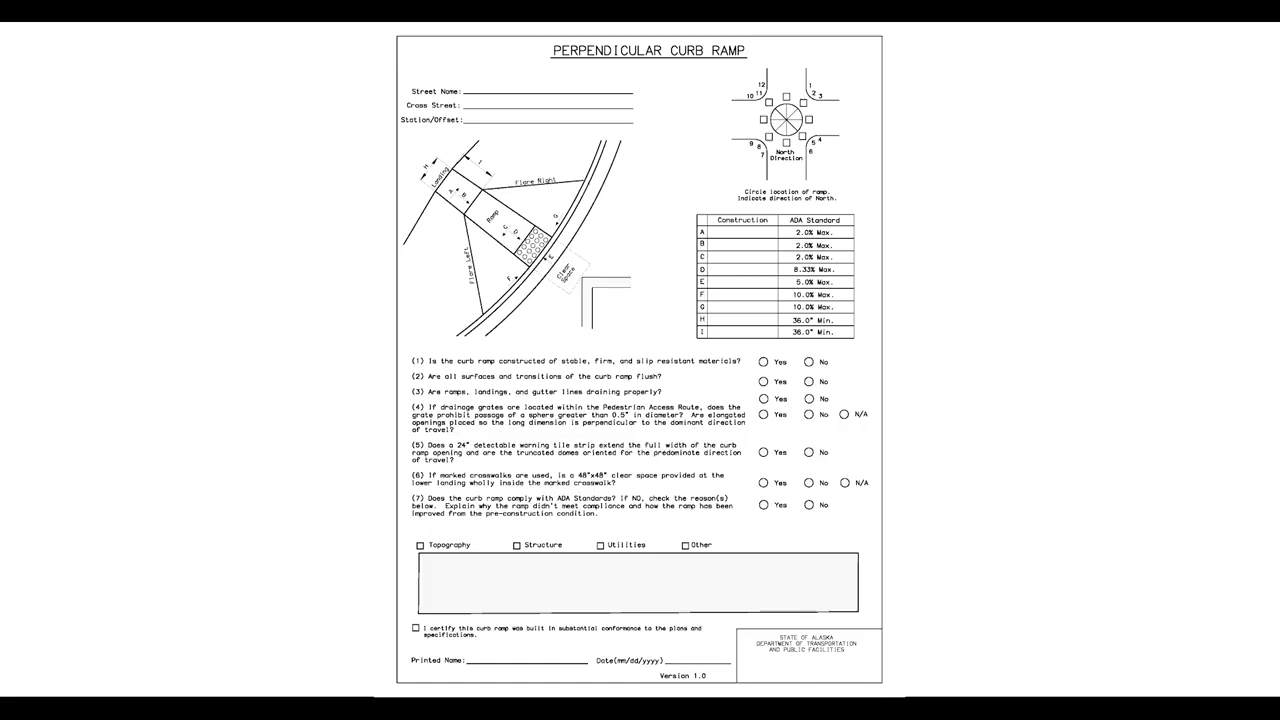 PERPENDICULAR CURB RAMP
Street Name:
Cross Street:
Station/Offset:
12
11
10
1
2
3
9
8
7
4
5
6
North
Direction
Circle location of ramp.
Indicate direction of North.
H
I
Landing
A
B
Flare Right
Ramp
C
D
G
E
F
Flare Left
Clear
Space
Construction ADA Standard
A 2.0% Max.
B 2.0% Max.
C 2.0% Max.
D 8.33% Max.
E 5.0% Max.
F 10.0% Max.
G 10.0% Max.
H 36.0" Min.
I 36.0" Min.
(1) Is the curb ramp constructed of stable, firm, and slip resistant materials? Yes No
(2) Are all surfaces and transitions of the curb ramp flush? Yes No
(3) Are ramps, landings, and gutter lines draining properly? Yes No
(4) If drainage grates are located within the Pedestrian Access Route, does the
grate prohibit passage of a sphere greater than 0.5" in diameter? Are elongated Yes No N/A
openings placed so the long dimension is perpendicular to the dominant direction
of travel?
(5) Does a 24" detectable warning tile strip extend the full width of the curb
ramp opening and are the truncated domes oriented for the predominate direction Yes No
of travel?
(6) If marked crosswalks are used, is a 48"x48" clear space provided at the
lower landing wholly inside the marked crosswalk? Yes No N/A
(7) Does the curb ramp comply with ADA Standards? If NO, check the reason(s)
below. Explain why the ramp didn't meet compliance and how the ramp has been Yes No
improved from the pre-construction condition.
Topography Structure Utilities Other
I certify this curb ramp was built in substantial conformance to the plans and
specifications.
Printed Name: Date(mm/dd/yyyy)
Version 1.0
STATE OF ALASKA
DEPARTMENT OF TRANSPORTATION
AND PUBLIC FACILITIES